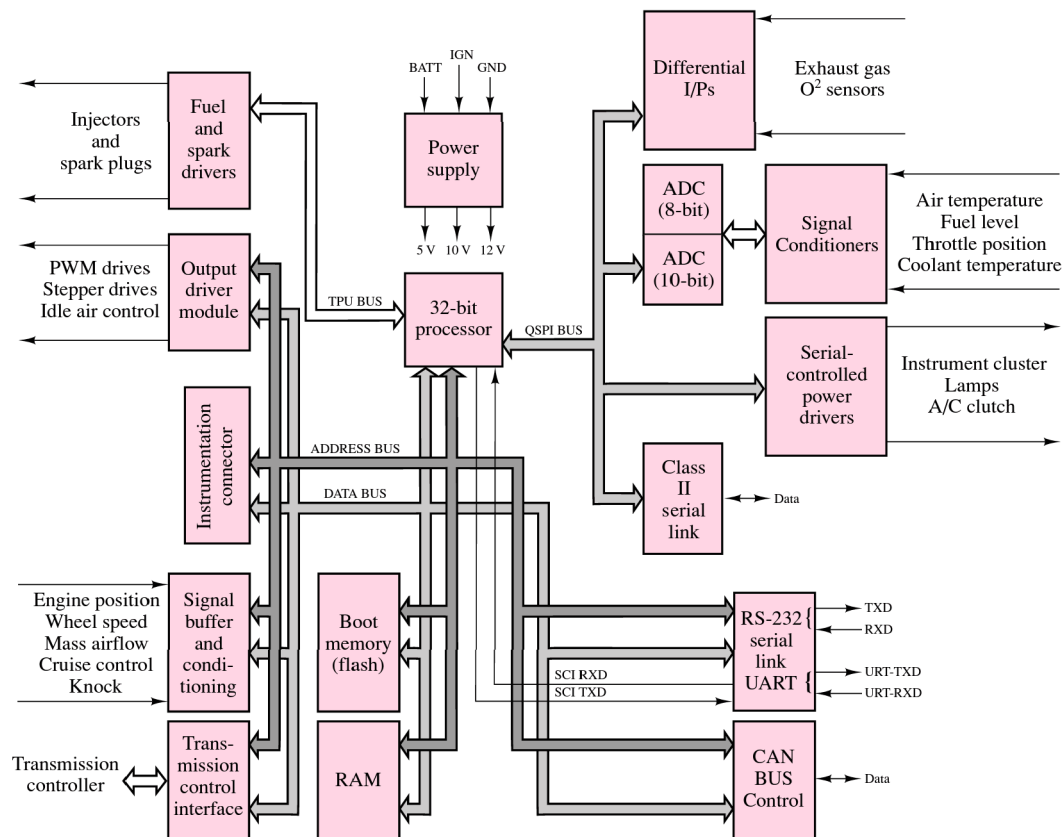 BATT
IGN
GND
Power
supply
5 V
10 V
12 V
Injectors
and
spark plugs
Fuel
and
spark
drivers
Differential
I/Ps
Exhaust gas
O² sensors
ADC
(8-bit)
ADC
(10-bit)
Signal
Conditioners
Air temperature
Fuel level
Throttle position
Coolant temperature
PWM drives
Stepper drives
Idle air control
Output
driver
module
TPU BUS
32-bit
processor
QSPI BUS
Serial-
controlled
power
drivers
Instrument cluster
Lamps
A/C clutch
Instrumentation
connector
ADDRESS BUS
DATA BUS
Class
II
serial
link
Data
Engine position
Wheel speed
Mass airflow
Cruise control
Knock
Signal
buffer
and
condi-
tioning
Boot
memory
(flash)
SCI RXD
SCI TXD
RS-232 {
serial
link
UART {
TXD
RXD
URT-TXD
URT-RXD
Transmission
controller
Trans-
mission
control
interface
RAM
CAN
BUS
Control
Data